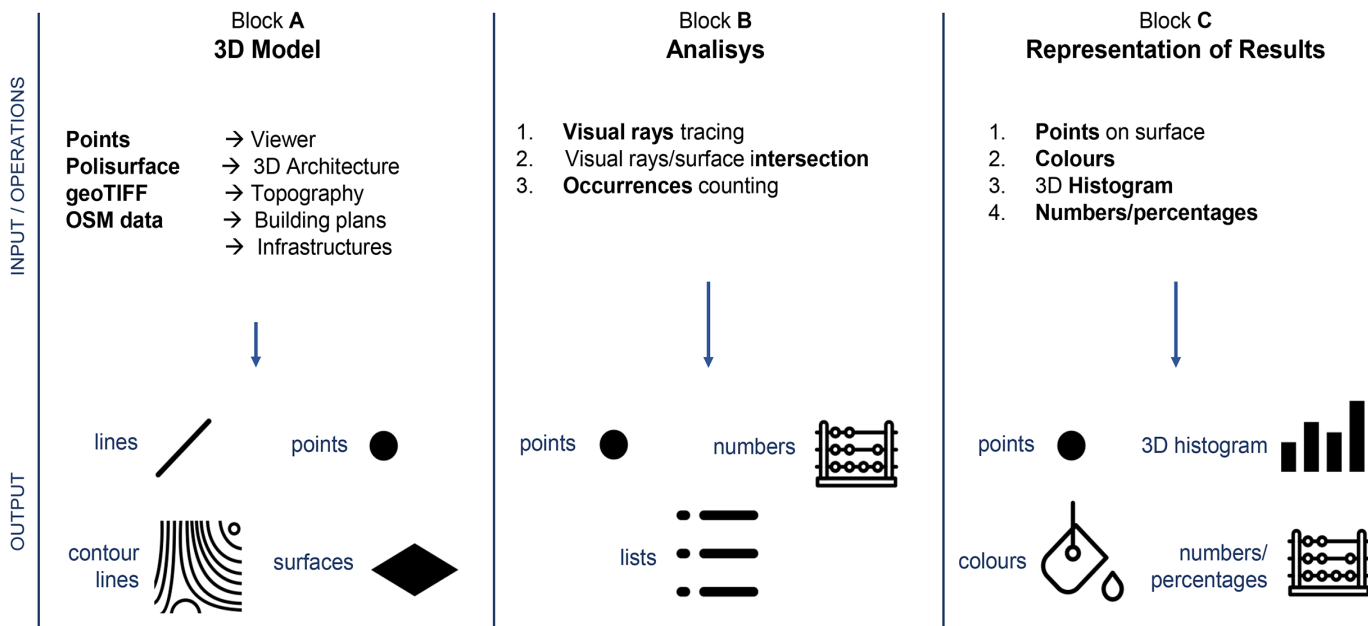 INPUT / OPERATIONS
OUTPUT
Block A
3D Model
Points → Viewer
Polisurface → 3D Architecture
geoTIFF → Topography
OSM data → Building plans
→ Infrastructures
lines
points
contour
lines
surfaces
Block B
Analisys
1. Visual rays tracing
2. Visual rays/surface intersection
3. Occurrences counting
points
numbers
lists
Block C
Representation of Results
1. Points on surface
2. Colours
3. 3D Histogram
4. Numbers/percentages
points
3D histogram
colours
numbers/
percentages